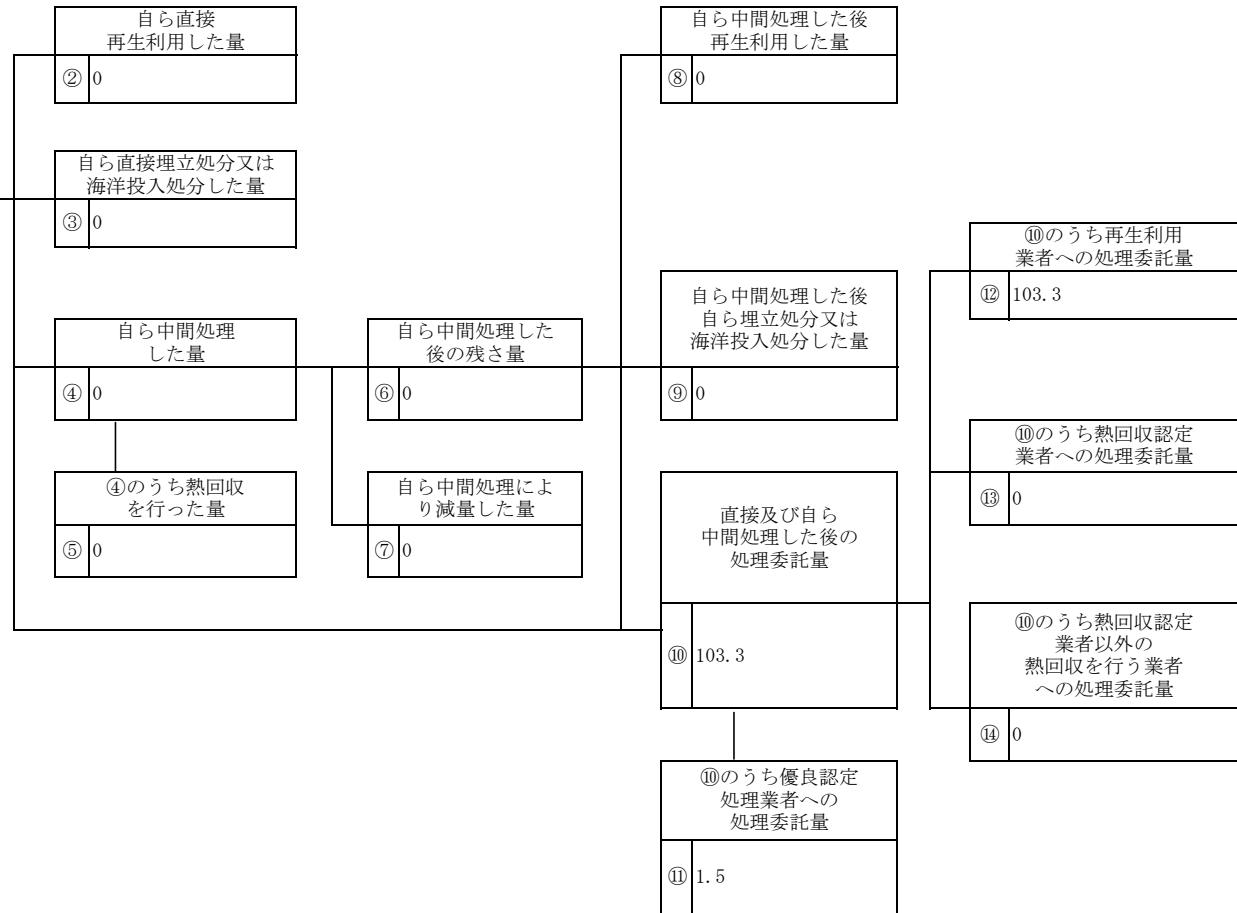 自ら直接
再生利用した量
② 0
自ら直接埋立処分又は
海洋投入処分した量
③ 0
自ら中間処理
した量
④ 0
④のうち熱回収
を行った量
⑤ 0
自ら中間処理した
後の残さ量
⑥ 0
自ら中間処理によ
り減量した量
⑦ 0
自ら中間処理した後
再生利用した量
⑧ 0
自ら中間処理した後
自ら埋立処分又は
海洋投入処分した量
⑨ 0
直接及び自ら
中間処理した後の
処理委託量
⑩ 103.3
⑩のうち優良認定
処理業者への
処理委託量
⑪ 1.5
⑩のうち再生利用
業者への処理委託量
⑫ 103.3
⑩のうち熱回収認定
業者への処理委託量
⑬ 0
⑩のうち熱回収認定
業者以外の
熱回収を行う業者
への処理委託量
⑭ 0